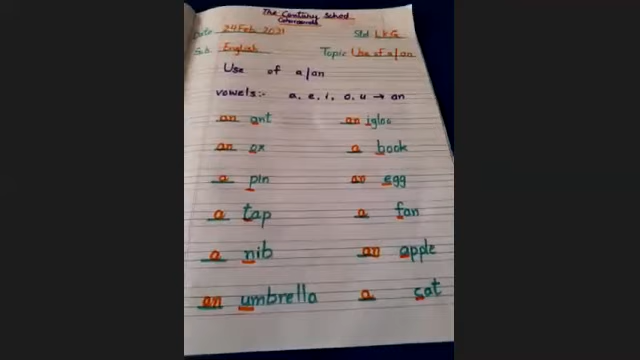 The Century School
Date 24 Feb 2021 Std L.K.G
Sub. English Topic Use of a/an
Use of a/an
vowels:- a, e, i, o, u → an
an ant an igloo
an ox a book
a pin an egg
a tap a fan
a nib an apple
an umbrella a cat